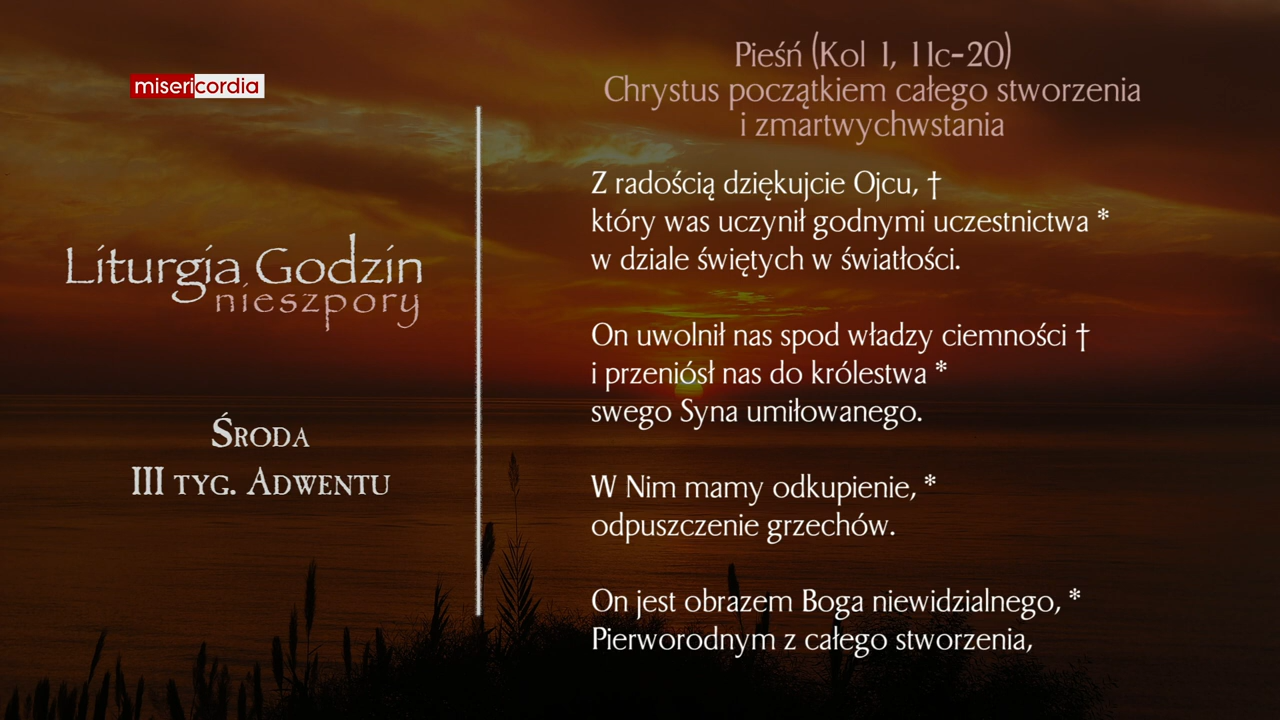 misericordia
Liturgia Godzin
nieszpory
Środa
III tyg. Adwentu
Pieśń (Kol 1, 11c-20)
Chrystus początkiem całego stworzenia
i zmartwychwstania
Z radością dziękujcie Ojcu, †
który was uczynił godnymi uczestnictwa *
w dziale świętych w światłości.
On uwolnił nas spod władzy ciemności †
i przeniósł nas do królestwa *
swego Syna umiłowanego.
W Nim mamy odkupienie, *
odpuszczenie grzechów.
On jest obrazem Boga niewidzialnego, *
Pierworodnym z całego stworzenia,